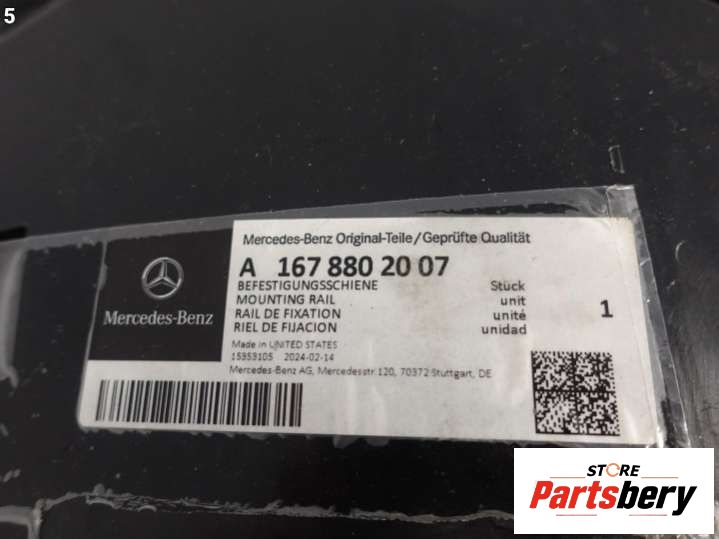 5
Mercedes-Benz Original-Teile/Geprüfte Qualität
A 167 880 20 07
BEFESTIGUNGSSCHIENE Stück
MOUNTING RAIL unit
RAIL DE FIXATION unité
RIEL DE FIJACION unidad
1
Mercedes-Benz
Made in UNITED STATES
15353105 2024-02-14
Mercedes-Benz AG, Mercedesstr.120, 70372 Stuttgart, DE
STORE
Partsbery